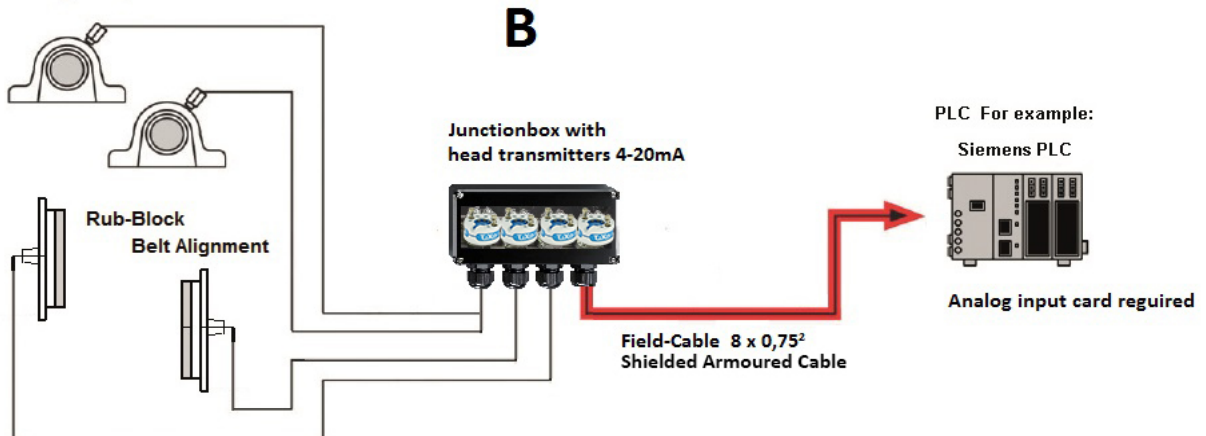 B
PLC For example:
Siemens PLC
Junctionbox with
head transmitters 4-20mA
Rub-Block
Belt Alignment
Analog input card reguired
Field-Cable 8 x 0,75²
Shielded Armoured Cable